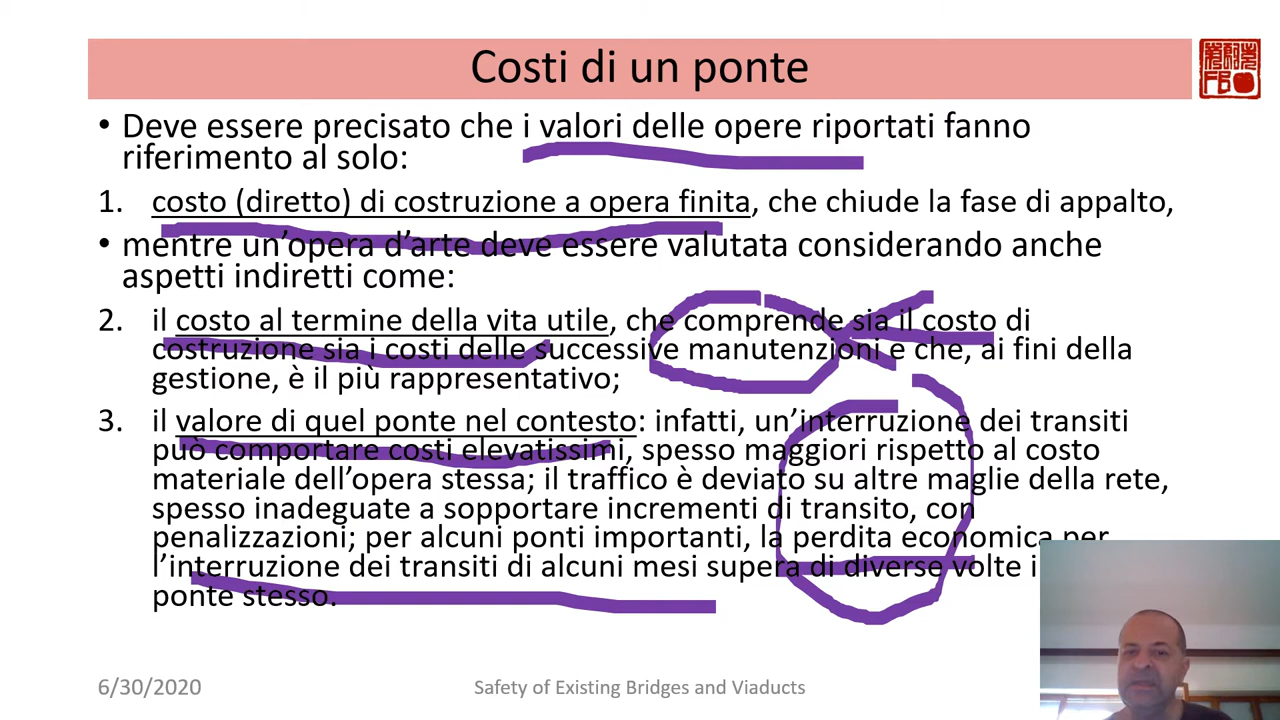 Costi di un ponte
• Deve essere precisato che i valori delle opere riportati fanno
riferimento al solo:
1. costo (diretto) di costruzione a opera finita, che chiude la fase di appalto,
• mentre un’opera d’arte deve essere valutata considerando anche
aspetti indiretti come:
2. il costo al termine della vita utile, che comprende sia il costo di
costruzione sia i costi delle successive manutenzioni e che, ai fini della
gestione, è il più rappresentativo;
3. il valore di quel ponte nel contesto: infatti, un’interruzione dei transiti
può comportare costi elevatissimi, spesso maggiori rispetto al costo
materiale dell’opera stessa; il traffico è deviato su altre maglie della rete,
spesso inadeguate a sopportare incrementi di transito, con
penalizzazioni; per alcuni ponti importanti, la perdita economica per
l’interruzione dei transiti di alcuni mesi supera di diverse volte i
ponte stesso.
6/30/2020
Safety of Existing Bridges and Viaducts